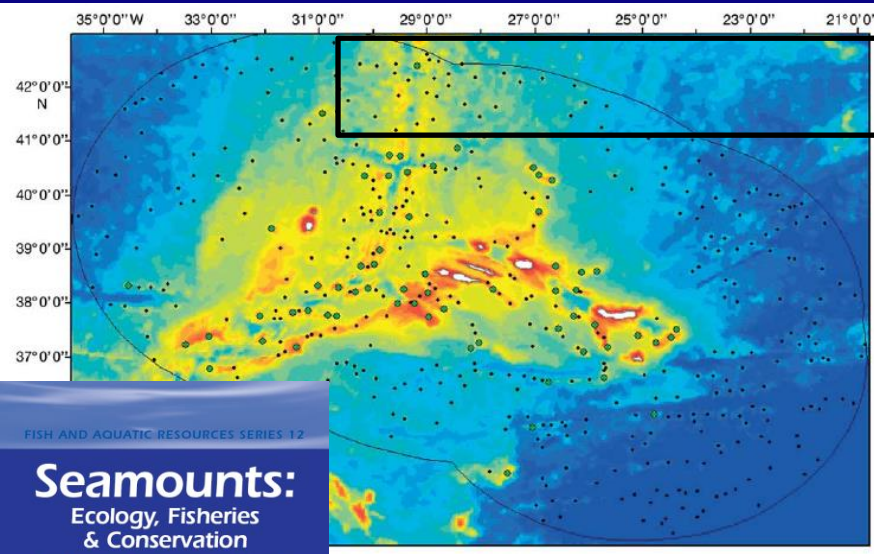 35°0'0''W 33°0'0'' 31°0'0'' 29°0'0'' 27°0'0'' 25°0'0'' 23°0'0'' 21°0'0''
42°0'0''
N
41°0'0''
40°0'0''
39°0'0''
38°0'0''
37°0'0''
FISH AND AQUATIC RESOURCES SERIES 12
Seamounts:
Ecology, Fisheries
& Conservation